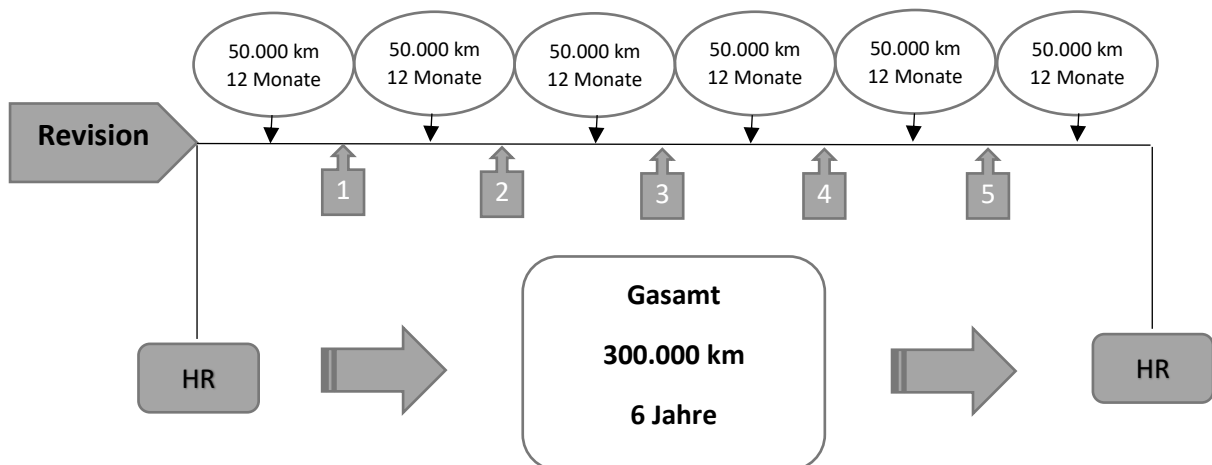 50.000 km
12 Monate
50.000 km
12 Monate
50.000 km
12 Monate
50.000 km
12 Monate
50.000 km
12 Monate
50.000 km
12 Monate
Revision
1
2
3
4
5
Gasamt
300.000 km
6 Jahre
HR
HR